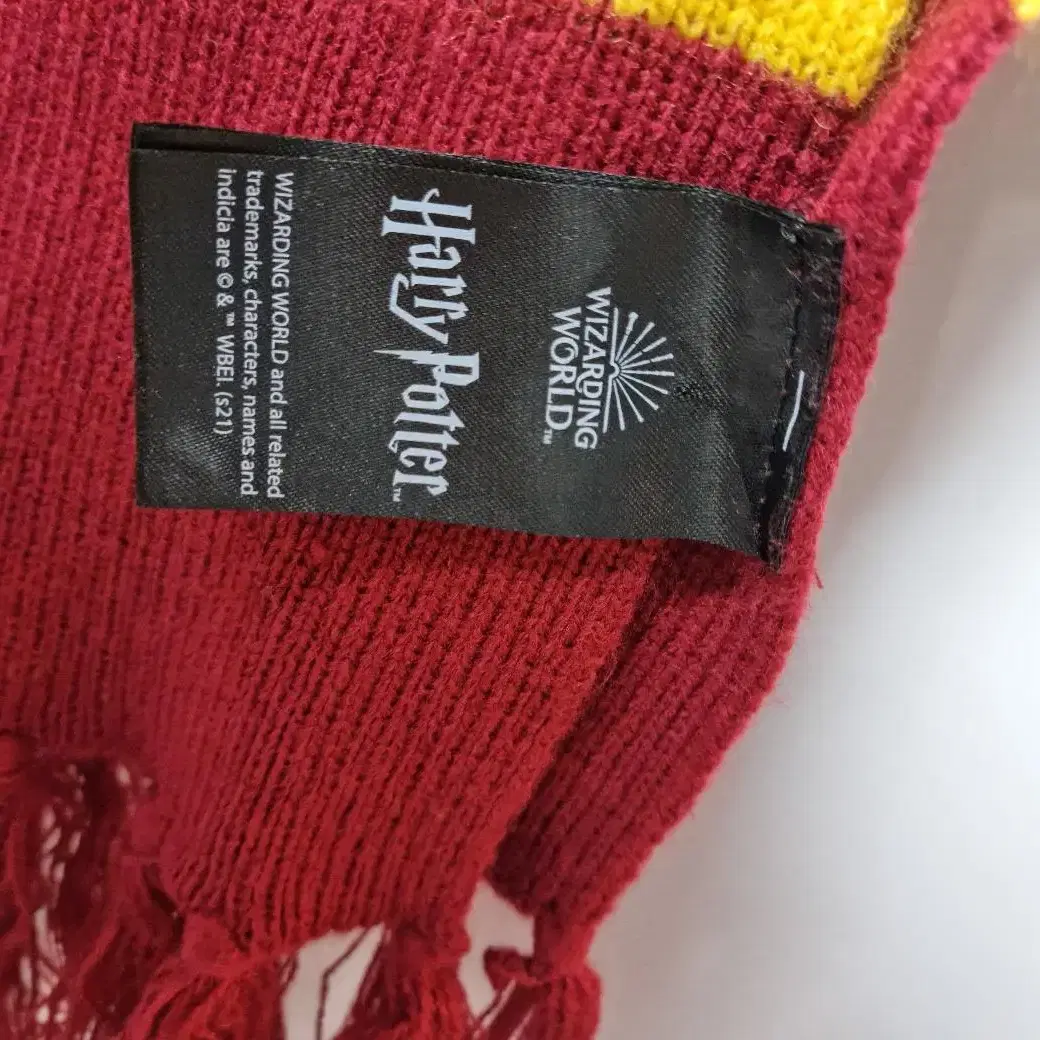 WIZARDING
WORLD™
Harry Potter™
WIZARDING WORLD and all related
trademarks, characters, names and
indicia are © & ™ WBEI. (s21)